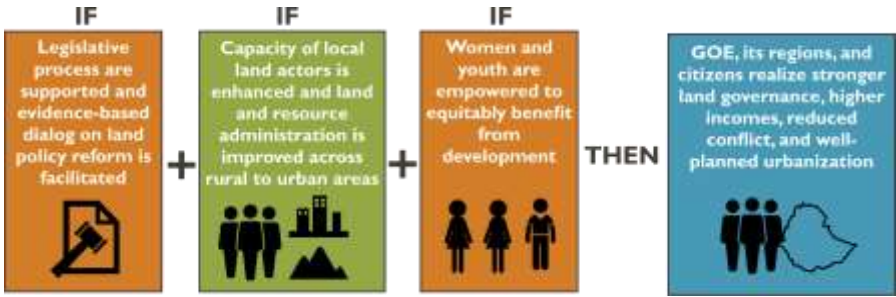 IF
Legislative
process are
supported and
evidence-based
dialog on land
policy reform is
facilitated
+
IF
Capacity of local
land actors is
enhanced and land
and resource
administration is
improved across
rural to urban areas
+
IF
Women and
youth are
empowered to
equitably benefit
from
development
THEN
GOE, its regions, and
citizens realize stronger
land governance, higher
incomes, reduced
conflict, and well-
planned urbanization